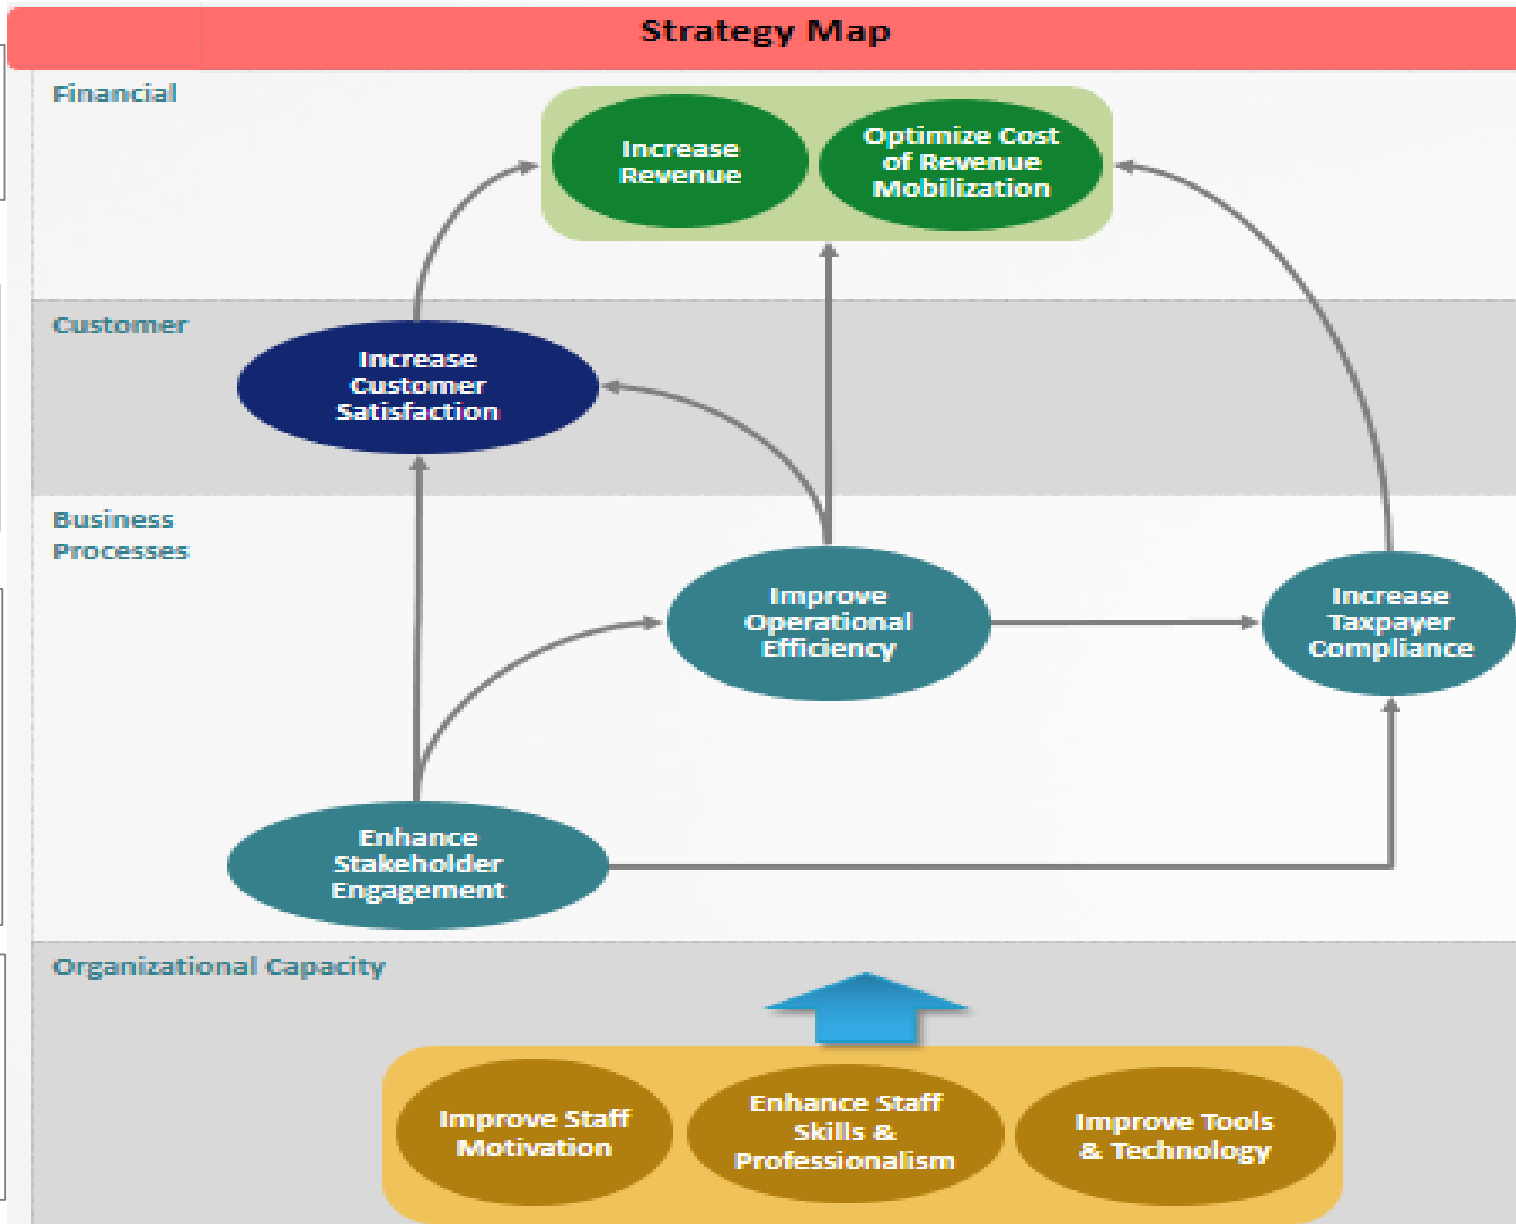 Strategy Map
Financial
Increase
Revenue
Optimize Cost
of Revenue
Mobilization
Customer
Increase
Customer
Satisfaction
Business
Processes
Improve
Operational
Efficiency
Increase
Taxpayer
Compliance
Enhance
Stakeholder
Engagement
Organizational Capacity
Improve Staff
Motivation
Enhance Staff
Skills &
Professionalism
Improve Tools
& Technology